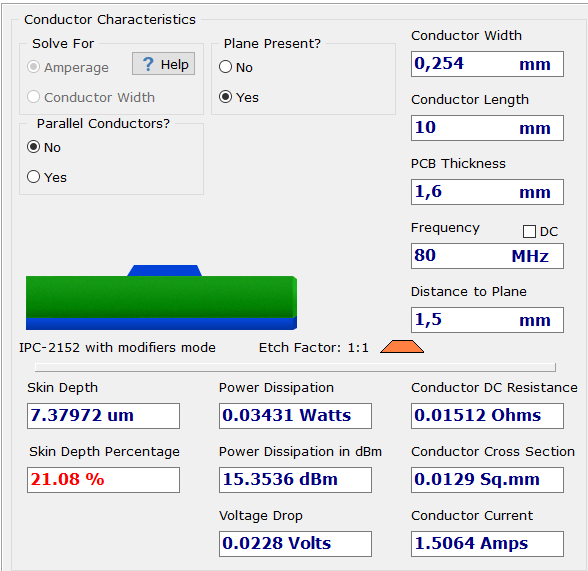 Conductor Characteristics
Solve For
Amperage
? Help
Conductor Width
Plane Present?
No
Yes
Parallel Conductors?
No
Yes
Conductor Width
0,254 mm
Conductor Length
10 mm
PCB Thickness
1,6 mm
Frequency DC
80 MHz
Distance to Plane
1,5 mm
IPC-2152 with modifiers mode Etch Factor: 1:1
Skin Depth Power Dissipation Conductor DC Resistance
7.37972 um 0.03431 Watts 0.01512 Ohms
Skin Depth Percentage Power Dissipation in dBm Conductor Cross Section
21.08 % 15.3536 dBm 0.0129 Sq.mm
Voltage Drop Conductor Current
0.0228 Volts 1.5064 Amps